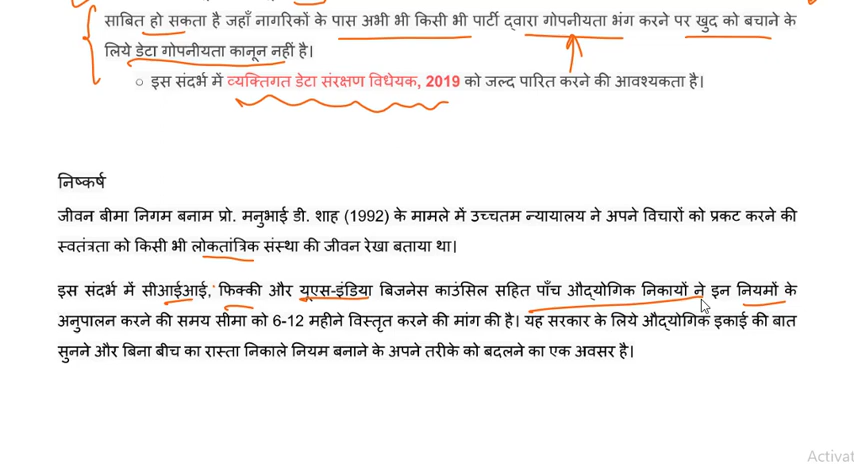 साबित हो सकता है जहाँ नागरिकों के पास अभी भी किसी भी पार्टी द्वारा गोपनीयता भंग करने पर खुद को बचाने के
लिये डेटा गोपनीयता कानून नहीं है।
○ इस संदर्भ में व्यक्तिगत डेटा संरक्षण विधेयक, 2019 को जल्द पारित करने की आवश्यकता है।
निष्कर्ष
जीवन बीमा निगम बनाम प्रो. मनुभाई डी. शाह (1992) के मामले में उच्चतम न्यायालय ने अपने विचारों को प्रकट करने की
स्वतंत्रता को किसी भी लोकतांत्रिक संस्था की जीवन रेखा बताया था।
इस संदर्भ में सीआईआई, फिक्की और यूएस-इंडिया बिजनेस काउंसिल सहित पाँच औद्योगिक निकायों ने इन नियमों के
अनुपालन करने की समय सीमा को 6-12 महीने विस्तृत करने की मांग की है। यह सरकार के लिये औद्योगिक इकाई की बात
सुनने और बिना बीच का रास्ता निकाले नियम बनाने के अपने तरीके को बदलने का एक अवसर है।
Activat